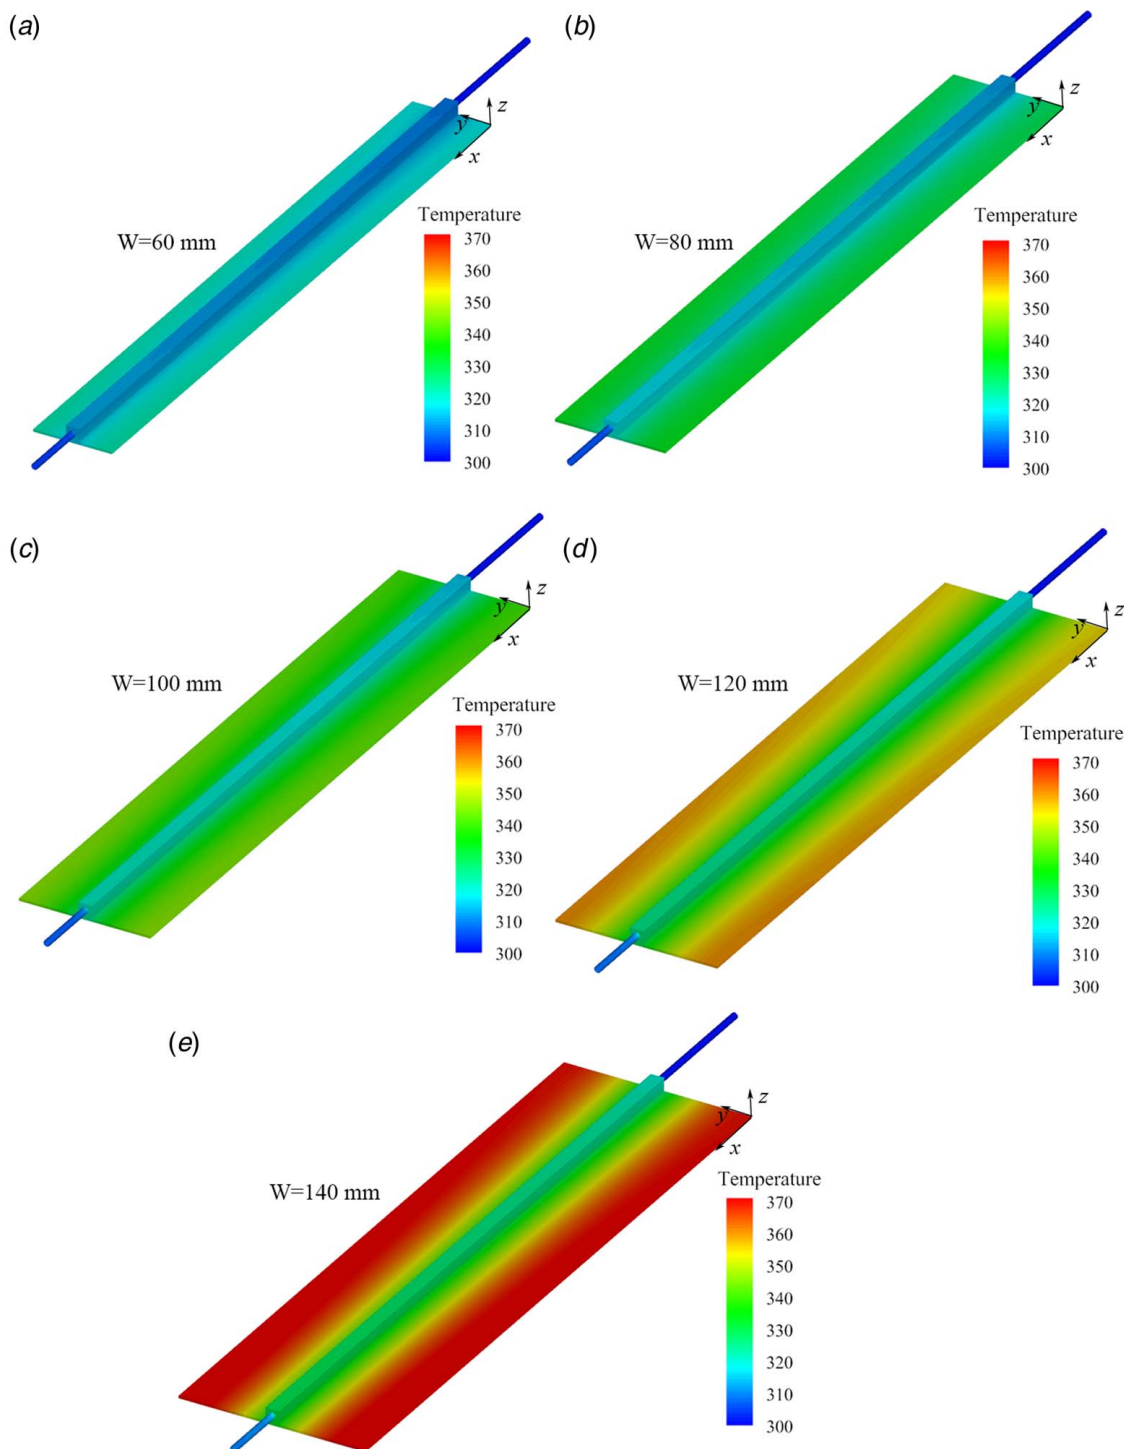 (a)
z
y
x
W=60 mm
Temperature
370
360
350
340
330
320
310
300
(b)
z
y
x
W=80 mm
Temperature
370
360
350
340
330
320
310
300
(c)
z
y
x
W=100 mm
Temperature
370
360
350
340
330
320
310
300
(d)
z
y
x
W=120 mm
Temperature
370
360
350
340
330
320
310
300
(e)
z
y
x
W=140 mm
Temperature
370
360
350
340
330
320
310
300